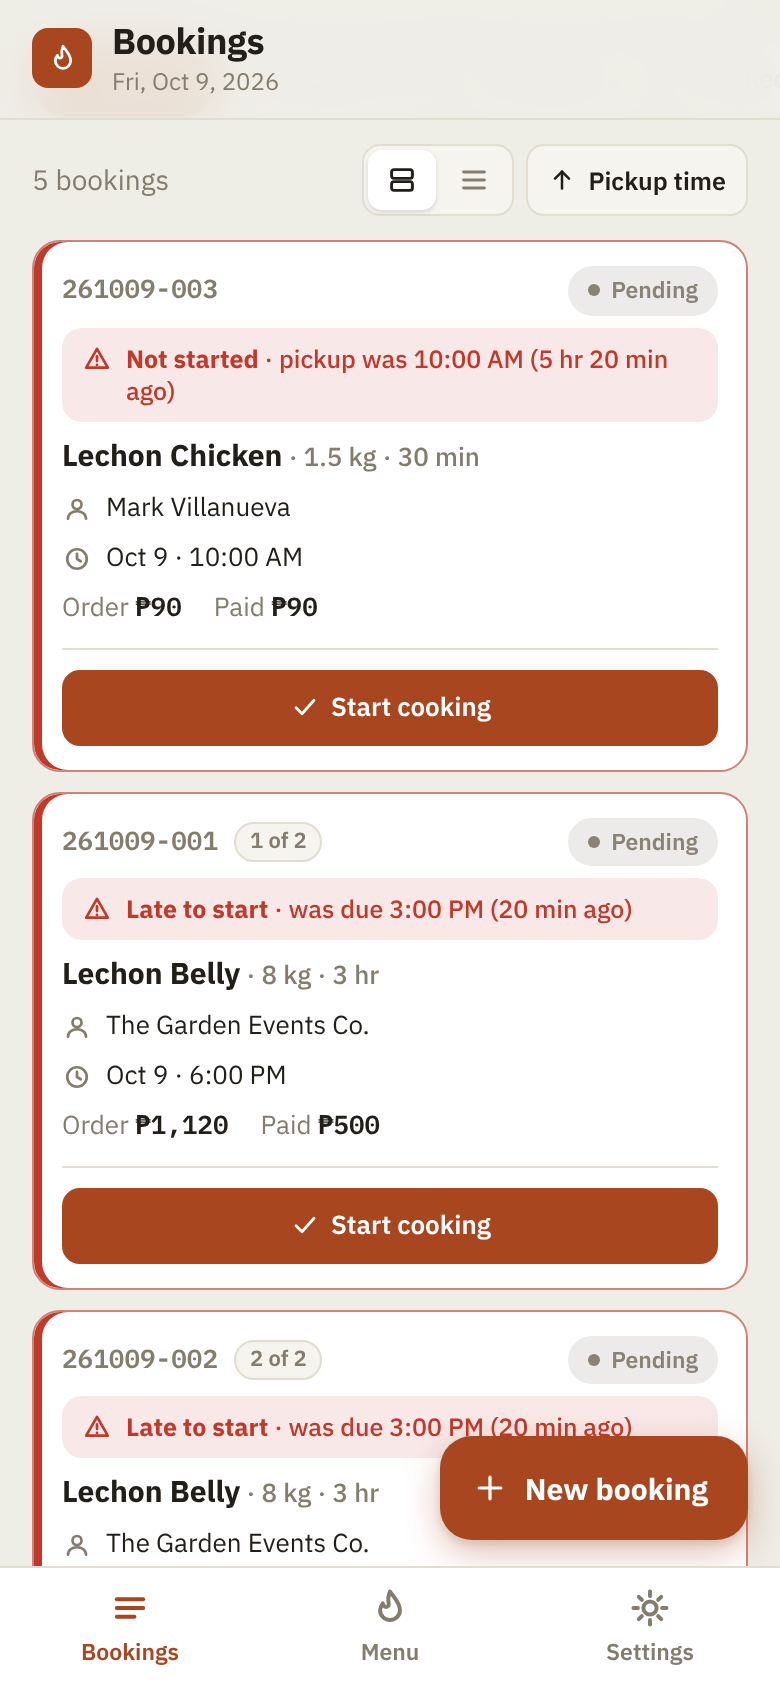 Bookings
Fri, Oct 9, 2026
5 bookings
Pickup time
261009-003
Pending
Not started · pickup was 10:00 AM (5 hr 20 min
ago)
Lechon Chicken · 1.5 kg · 30 min
Mark Villanueva
Oct 9 · 10:00 AM
Order ₱90 Paid ₱90
Start cooking
261009-001 1 of 2
Pending
Late to start · was due 3:00 PM (20 min ago)
Lechon Belly · 8 kg · 3 hr
The Garden Events Co.
Oct 9 · 6:00 PM
Order ₱1,120 Paid ₱500
Start cooking
261009-002 2 of 2
Pending
Late to start · was due 3:00 PM (20 min ago)
Lechon Belly · 8 kg · 3 hr
New booking
The Garden Events Co.
Bookings
Menu
Settings